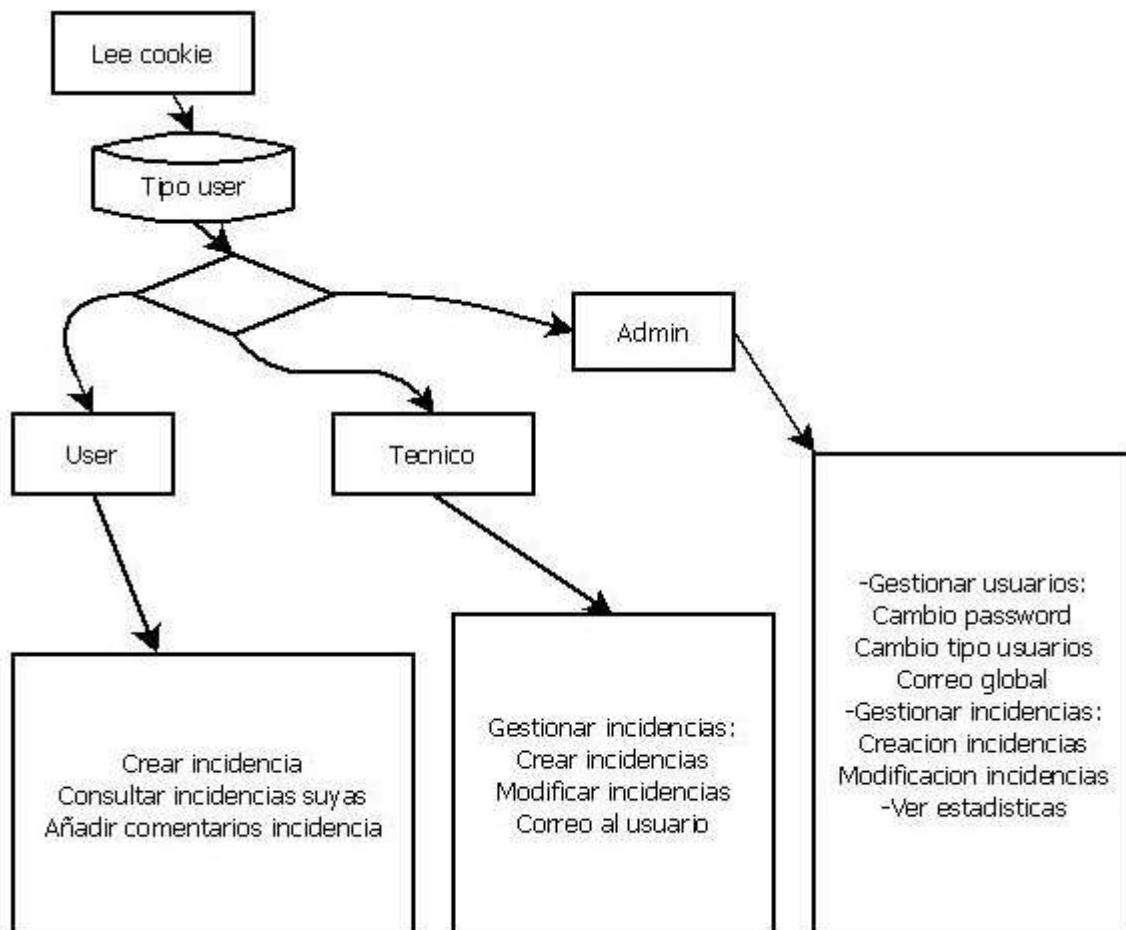 Lee cookie
Tipo user
Admin
User
Tecnico
Crear incidencia
Consultar incidencias suyas
Añadir comentarios incidencia
Gestionar incidencias:
Crear incidencias
Modificar incidencias
Correo al usuario
-Gestionar usuarios:
Cambio password
Cambio tipo usuarios
Correo global
-Gestionar incidencias:
Creacion incidencias
Modificacion incidencias
-Ver estadisticas